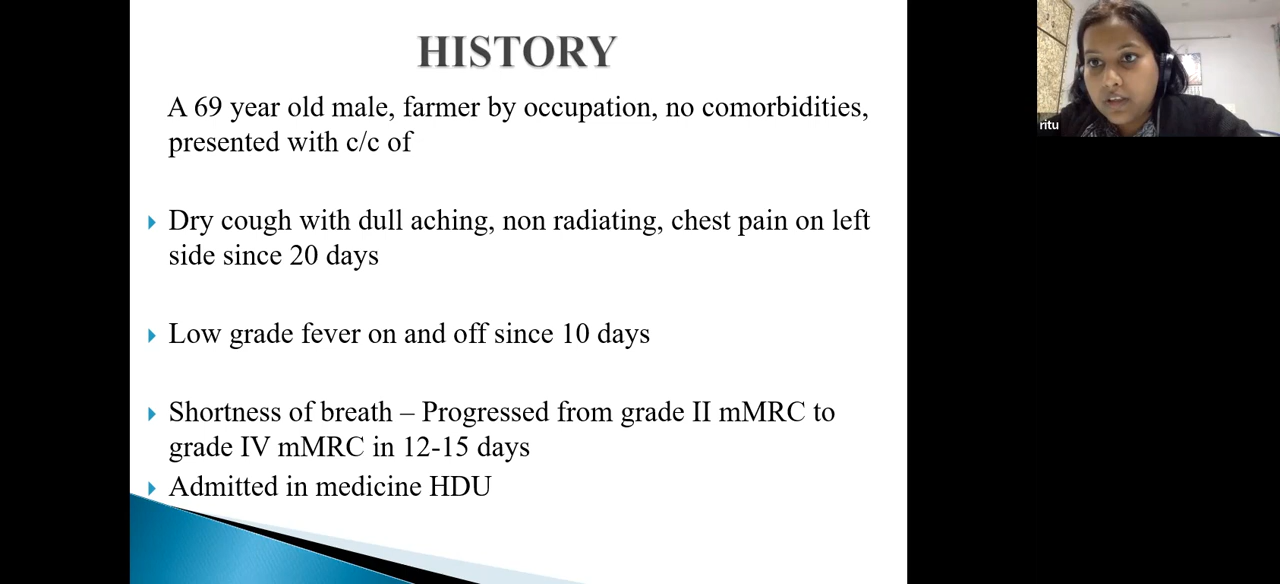 HISTORY
A 69 year old male, farmer by occupation, no comorbidities,
presented with c/c of
Dry cough with dull aching, non radiating, chest pain on left
side since 20 days
Low grade fever on and off since 10 days
Shortness of breath – Progressed from grade II mMRC to
grade IV mMRC in 12-15 days
Admitted in medicine HDU
ritu